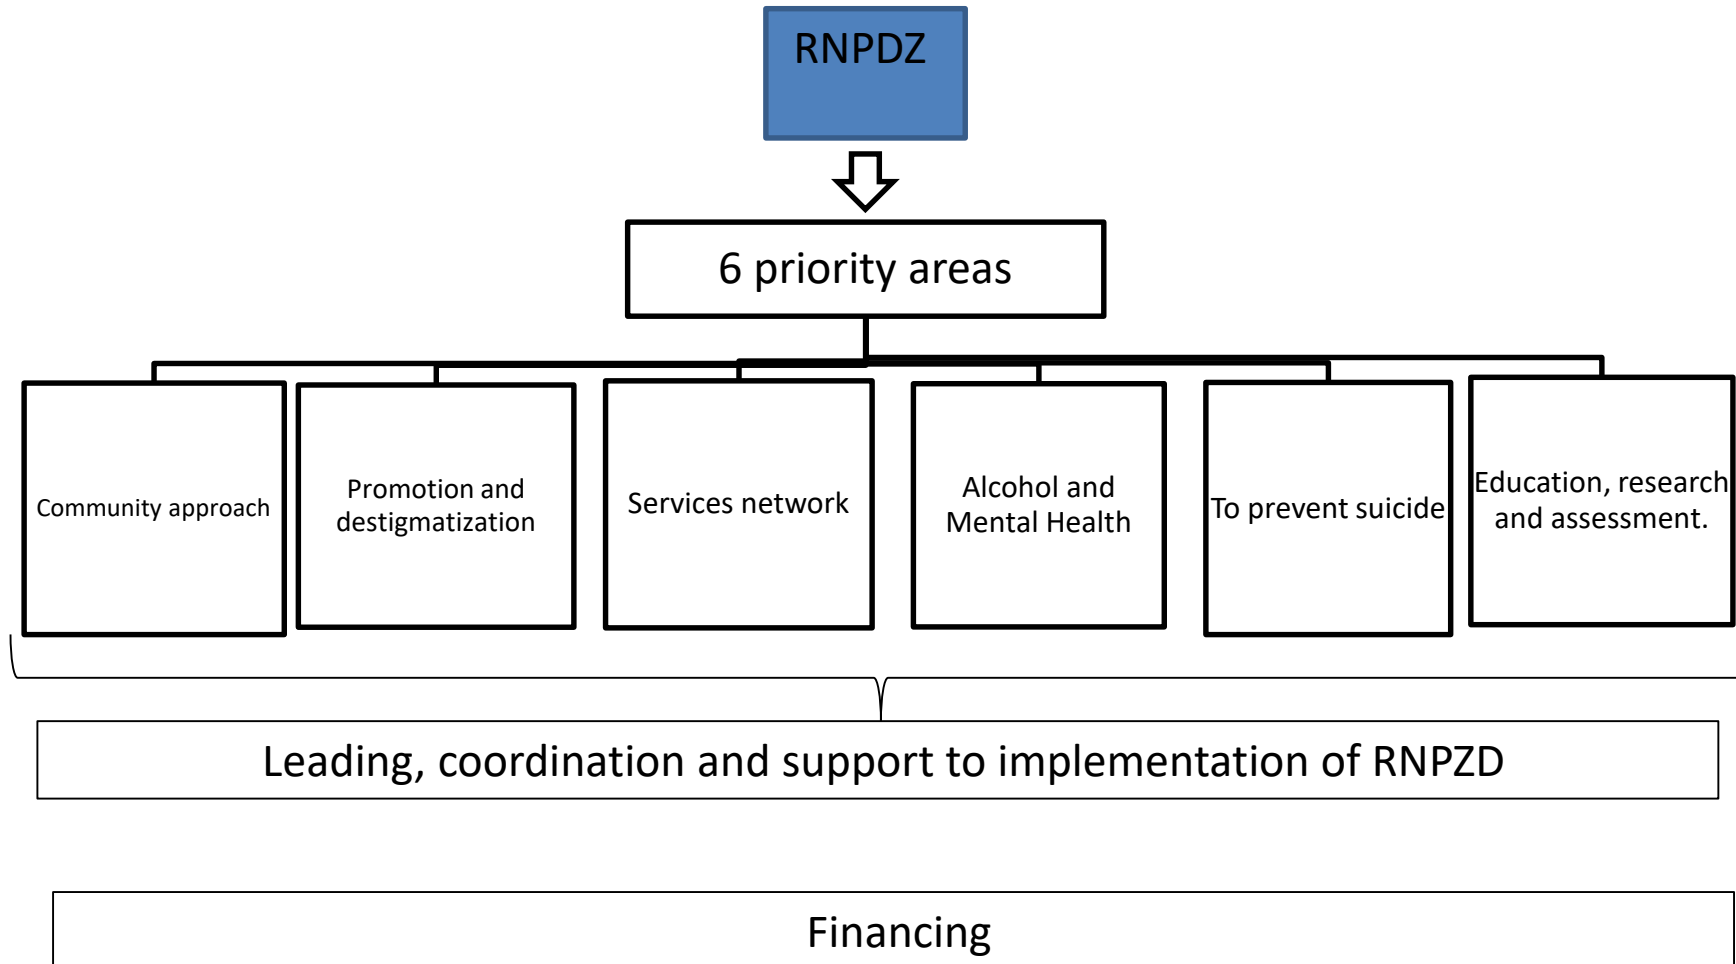 RNPDZ
6 priority areas
Community approach
Promotion and
destigmatization
Services network
Alcohol and
Mental Health
To prevent suicide
Education, research
and assessment.
Leading, coordination and support to implementation of RNPZD
Financing